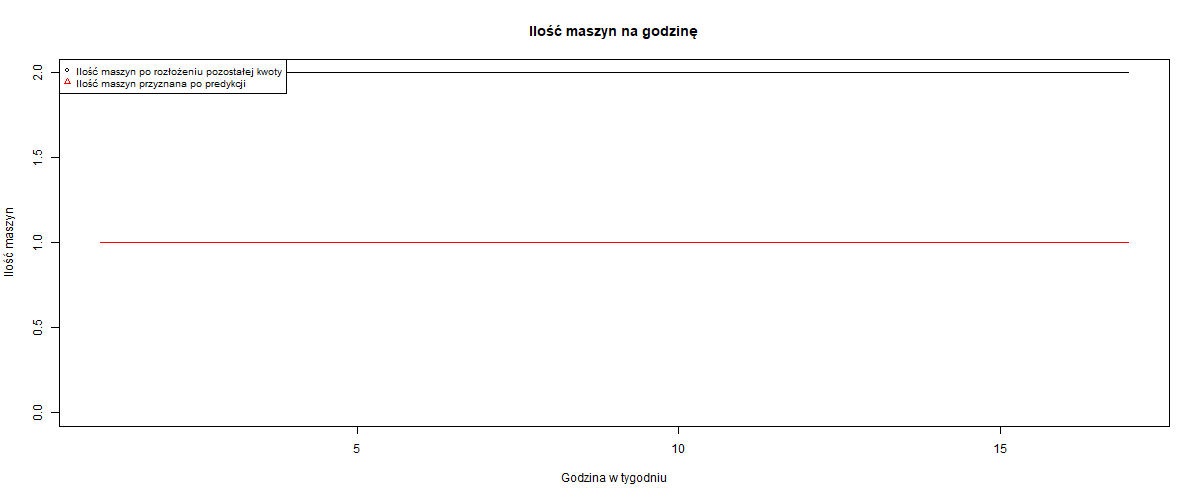 Ilość maszyn na godzinę
Ilość maszyn po rozłożeniu pozostałej kwoty
Ilość maszyn przyznana po predykcji
2.0
1.5
1.0
0.5
0.0
Ilość maszyn
5
10
15
Godzina w tygodniu